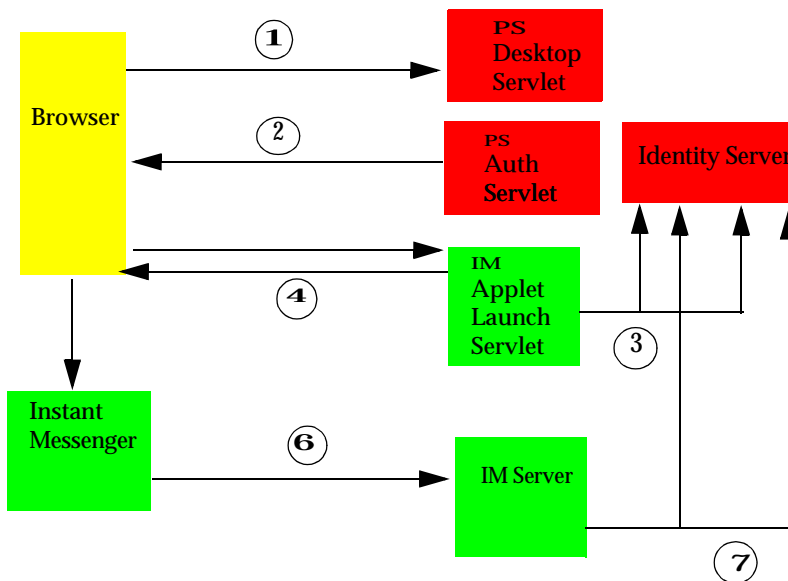 1
PS
Desktop
Servlet
Browser
2
PS
Auth
Servlet
Identity Server
4
IM
Applet
Launch
Servlet
3
Instant
Messenger
6
IM Server
7